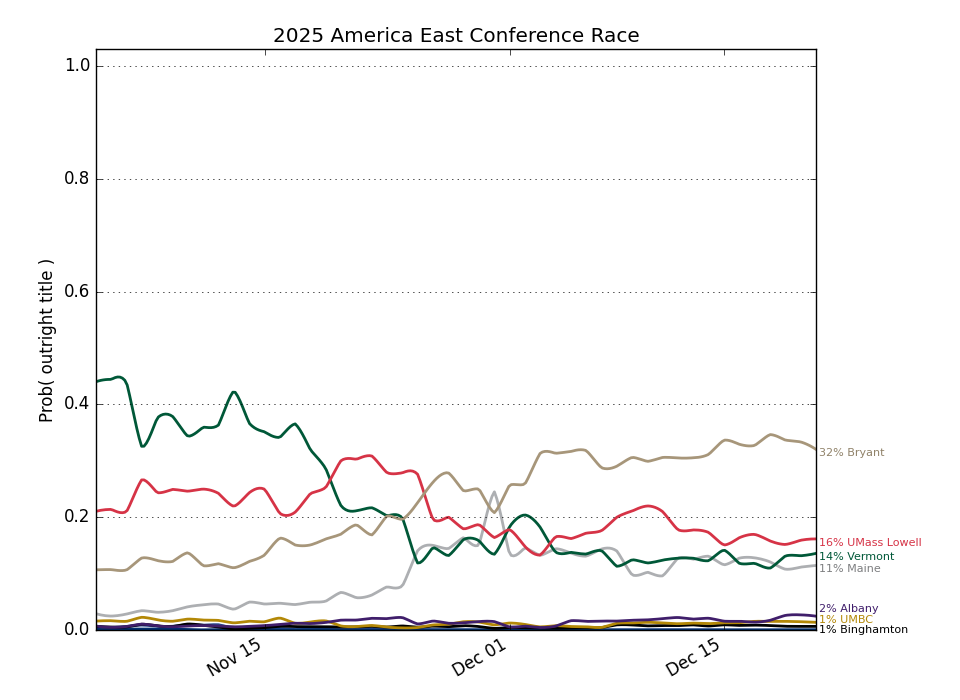 2025 America East Conference Race
Prob( outright title )
1.0
0.8
0.6
0.4
0.2
0.0
Nov 15
Dec 01
Dec 15
32% Bryant
16% UMass Lowell
14% Vermont
11% Maine
2% Albany
1% UMBC
1% Binghamton